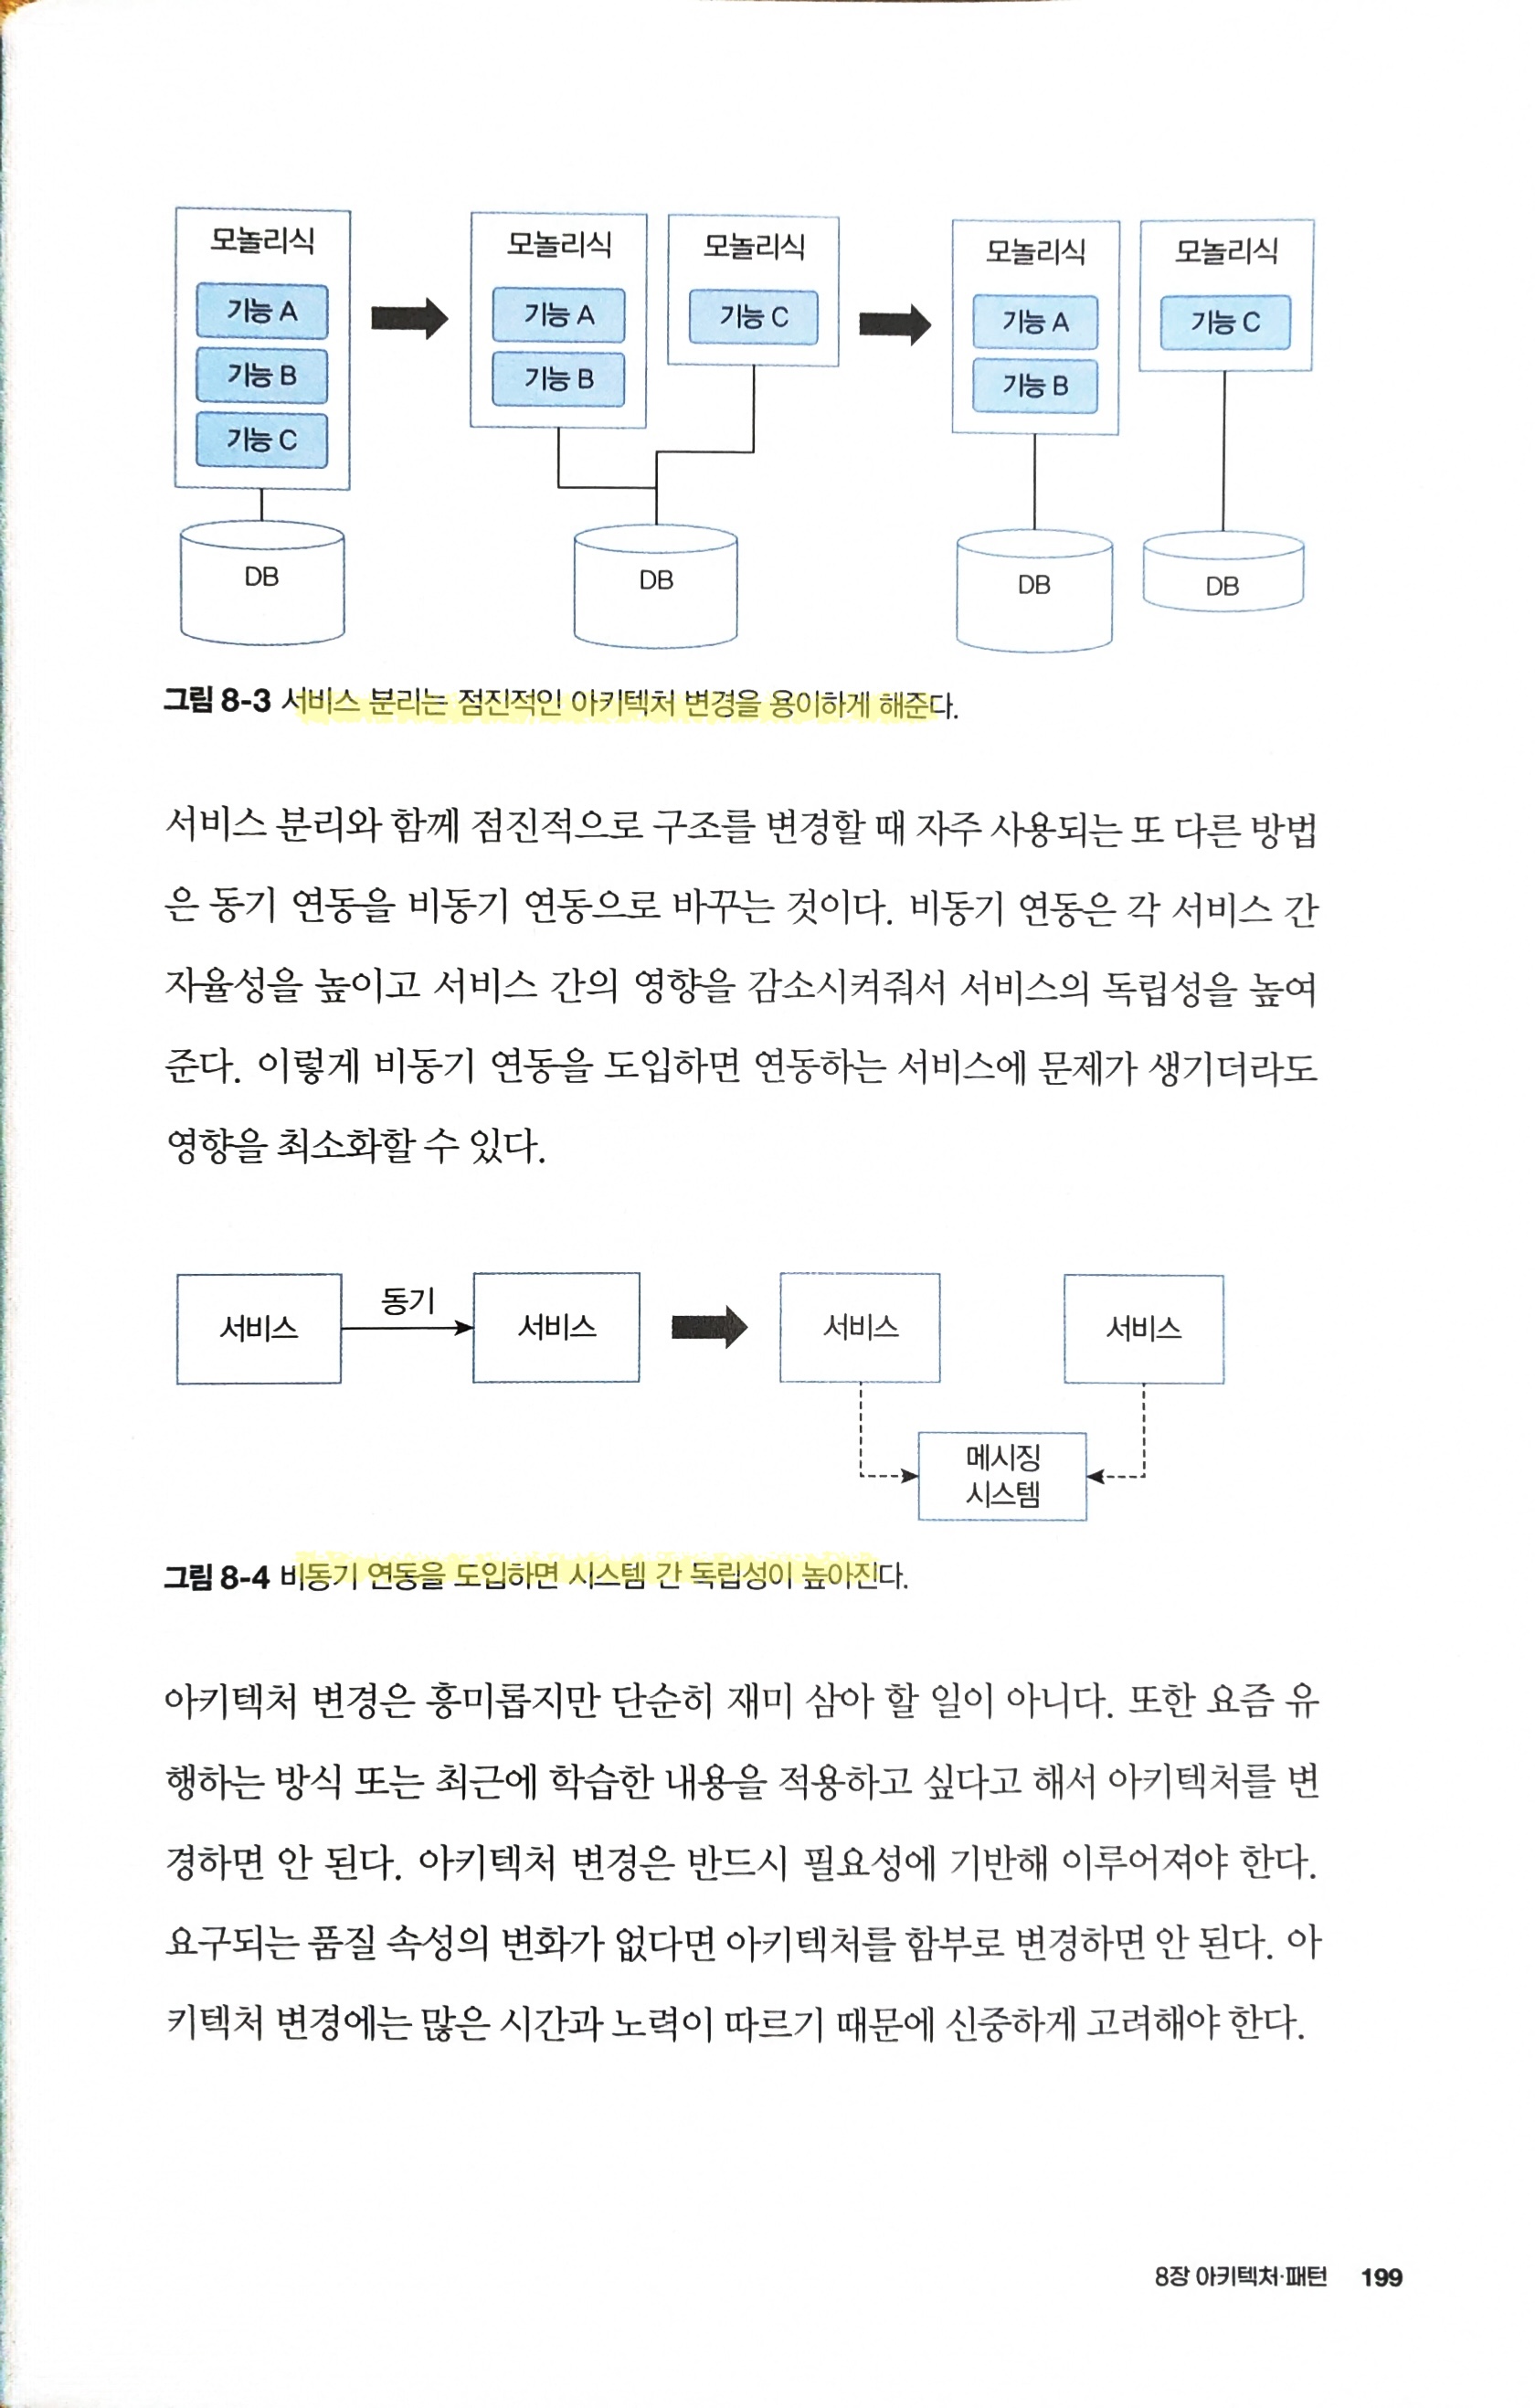 모놀리식
기능 A
기능 B
기능 C
DB
모놀리식
기능 A
기능 B
모놀리식
기능 C
DB
모놀리식
기능 A
기능 B
DB
모놀리식
기능 C
DB
그림 8-3 서비스 분리는 점진적인 아키텍처 변경을 용이하게 해준다.
서비스 분리와 함께 점진적으로 구조를 변경할 때 자주 사용되는 또 다른 방법
은 동기 연동을 비동기 연동으로 바꾸는 것이다. 비동기 연동은 각 서비스 간
자율성을 높이고 서비스 간의 영향을 감소시켜줘서 서비스의 독립성을 높여
준다. 이렇게 비동기 연동을 도입하면 연동하는 서비스에 문제가 생기더라도
영향을 최소화할 수 있다.
서비스
동기
서비스
서비스
서비스
메시징
시스템
그림 8-4 비동기 연동을 도입하면 시스템 간 독립성이 높아진다.
아키텍처 변경은 흥미롭지만 단순히 재미 삼아 할 일이 아니다. 또한 요즘 유
행하는 방식 또는 최근에 학습한 내용을 적용하고 싶다고 해서 아키텍처를 변
경하면 안 된다. 아키텍처 변경은 반드시 필요성에 기반해 이루어져야 한다.
요구되는 품질 속성의 변화가 없다면 아키텍처를 함부로 변경하면 안 된다. 아
키텍처 변경에는 많은 시간과 노력이 따르기 때문에 신중하게 고려해야 한다.
8장 아키텍처·패턴 199